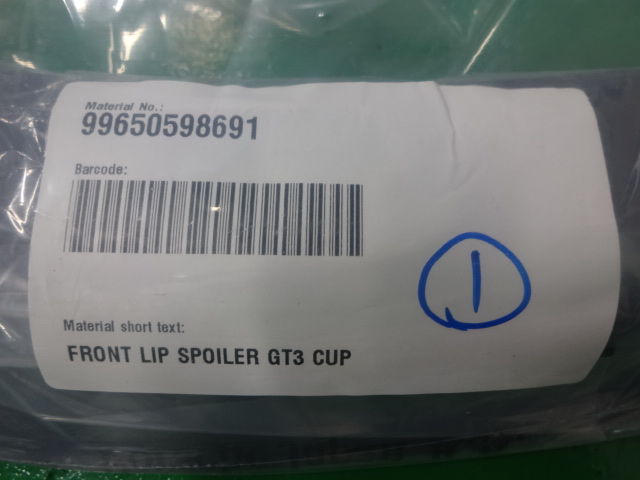 Material No.:
99650598691
Barcode:
1
Material short text:
FRONT LIP SPOILER GT3 CUP